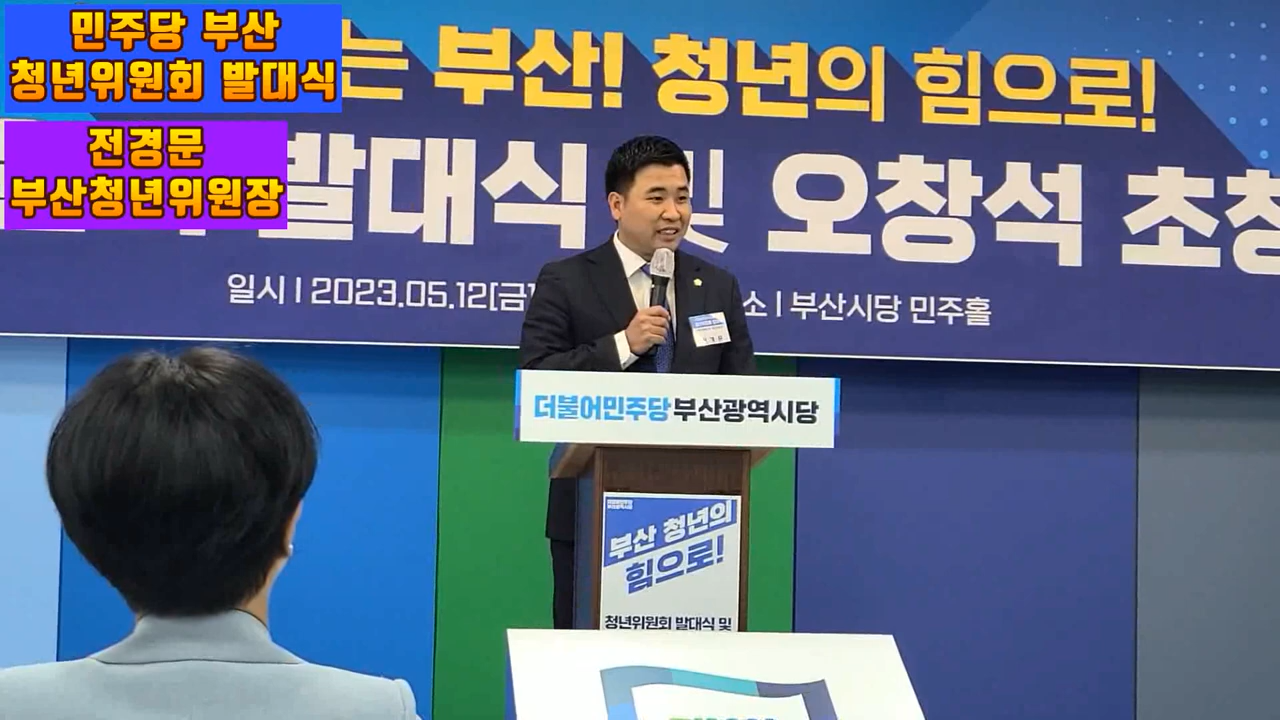 민주당 부산
청년위원회 발대식
전경문
부산청년위원장
는 부산! 청년의 힘으로!
발대식 및 오창석 초청
일시 | 2023.05.12[금]
소 | 부산시당 민주홀
더불어민주당 부산광역시당
부산 청년의
힘으로!
청년위원회 발대식 및